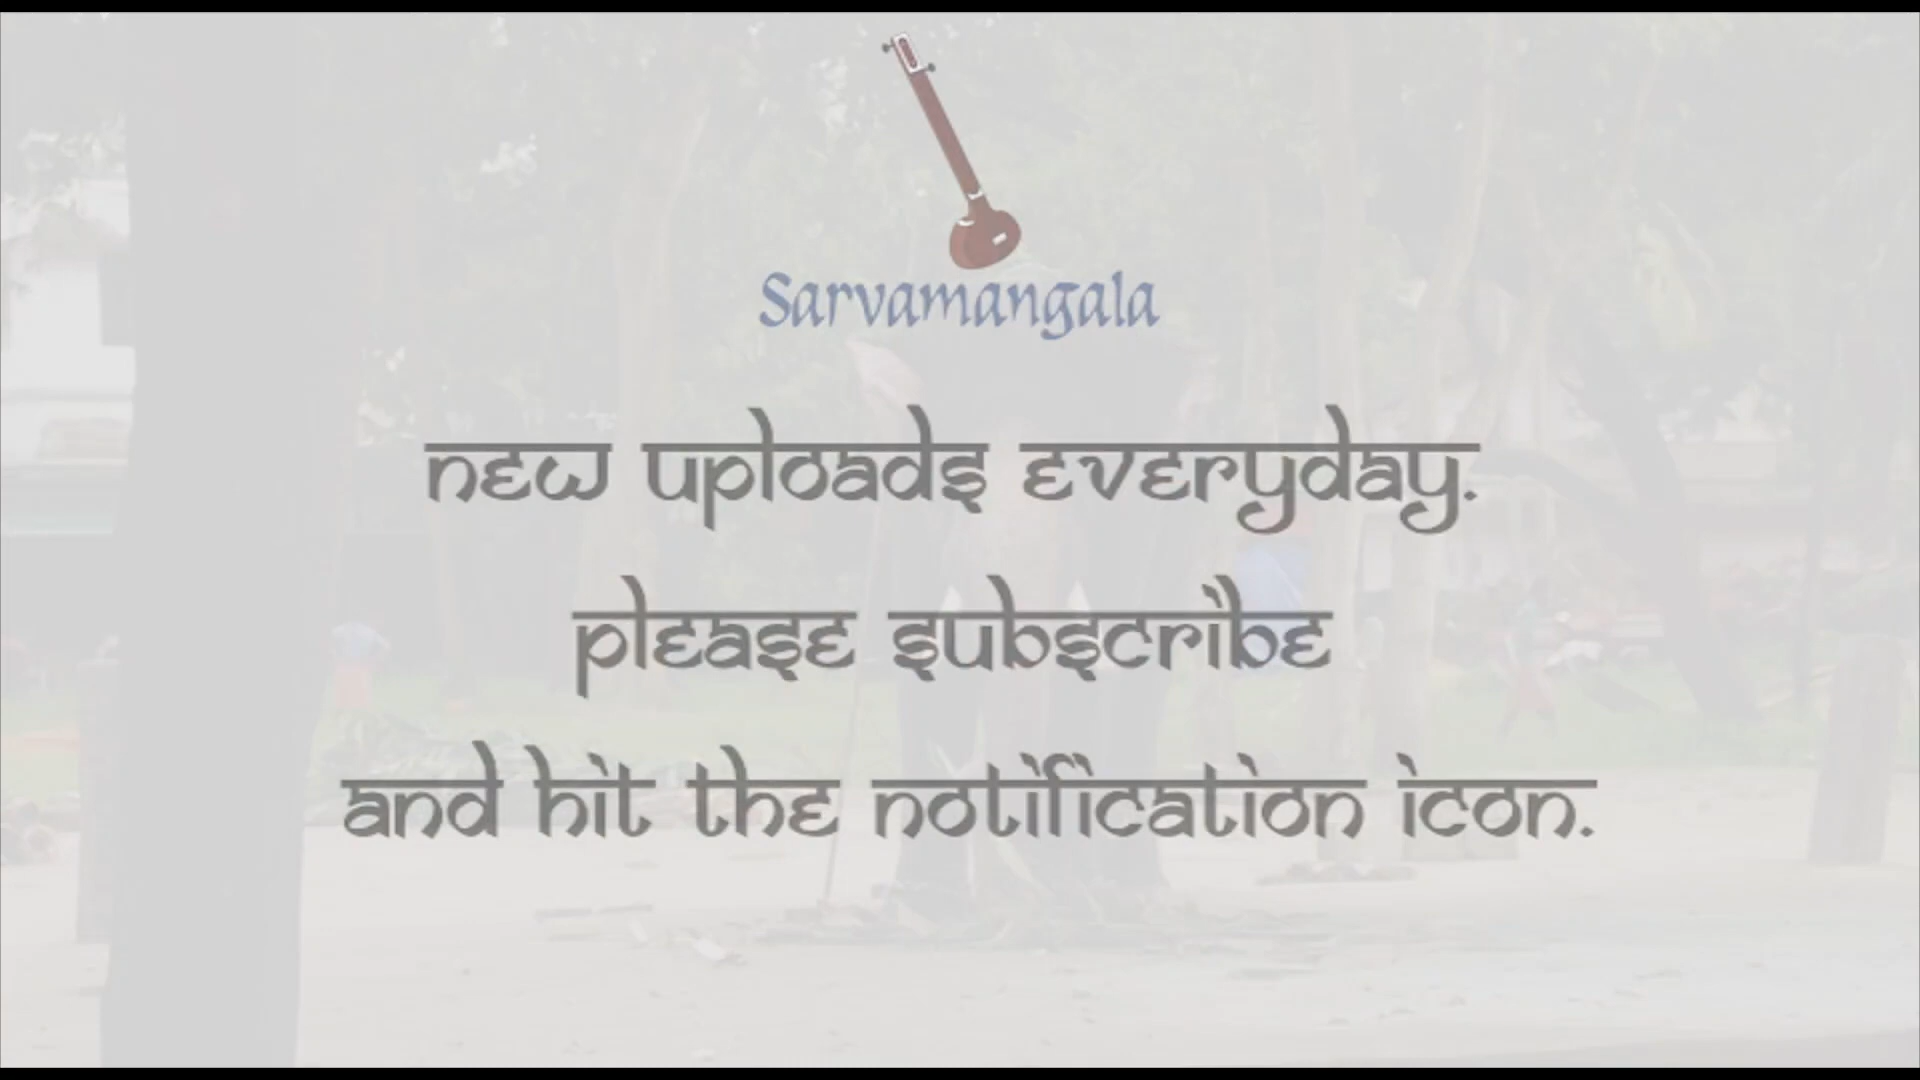 Sarvamangala
new uploads everyday.
please subscribe
and hit the notification icon.